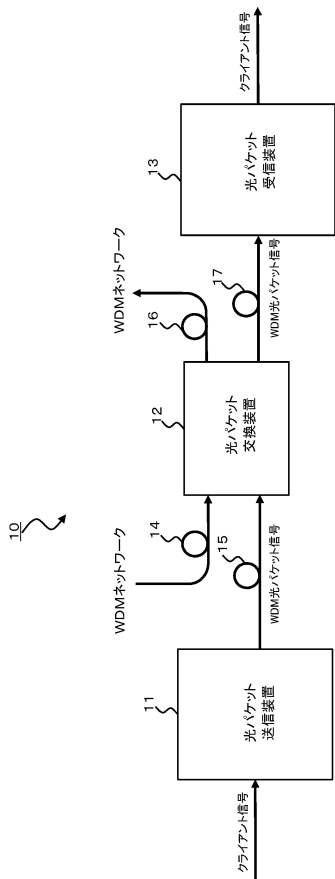 10
クライアント信号
11
光パケット
送信装置
WDMネットワーク
14
15
WDM光パケット信号
12
光パケット
交換装置
WDMネットワーク
16
17
WDM光パケット信号
13
光パケット
受信装置
クライアント信号